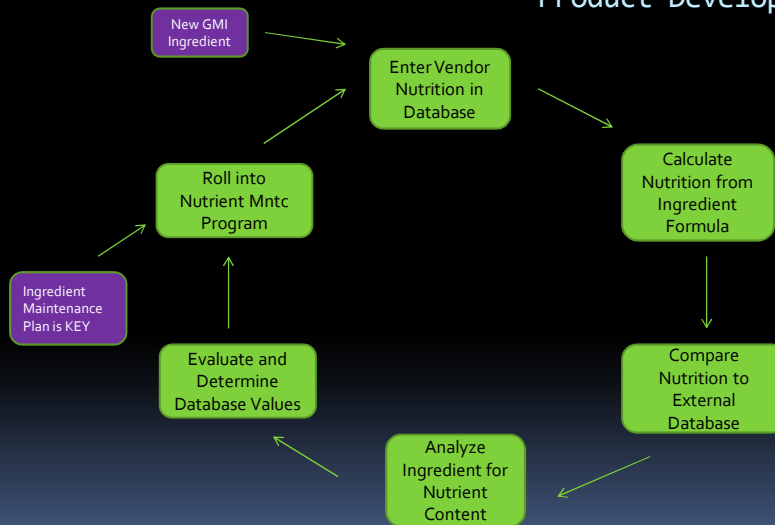 Product Develop
New GMI
Ingredient
Enter Vendor
Nutrition in
Database
Calculate
Nutrition from
Ingredient
Formula
Roll into
Nutrient Mntc
Program
Ingredient
Maintenance
Plan is KEY
Evaluate and
Determine
Database Values
Compare
Nutrition to
External
Database
Analyze
Ingredient for
Nutrient
Content